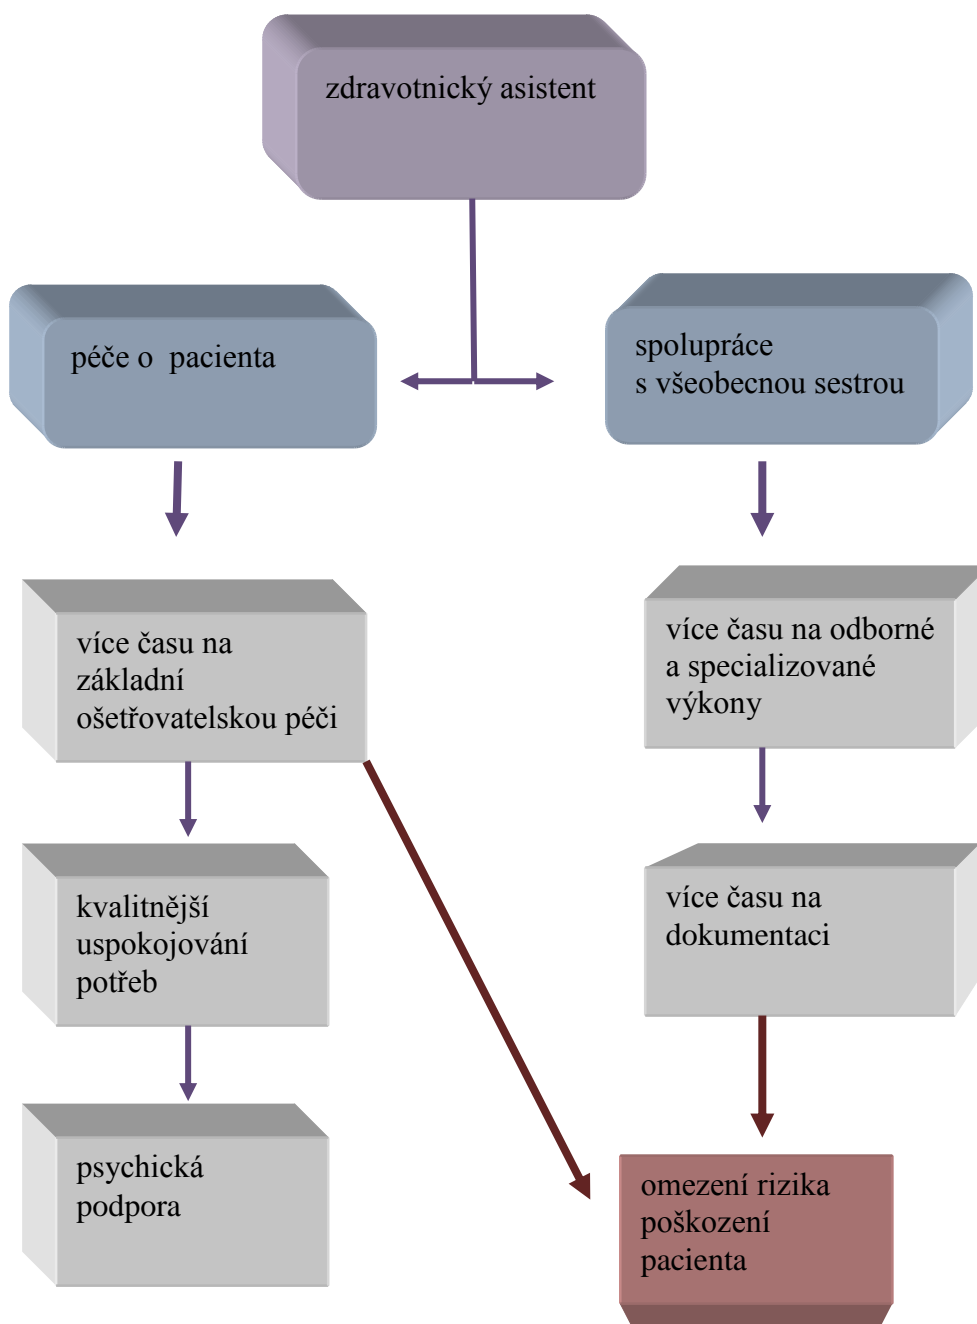 zdravotnický asistent
péče o pacienta
spolupráce
s všeobecnou sestrou
více času na
základní
ošetřovatelskou péči
více času na odborné
a specializované
výkony
kvalitnější
uspokojování
potřeb
více času na
dokumentaci
psychická
podpora
omezení rizika
poškození
pacienta